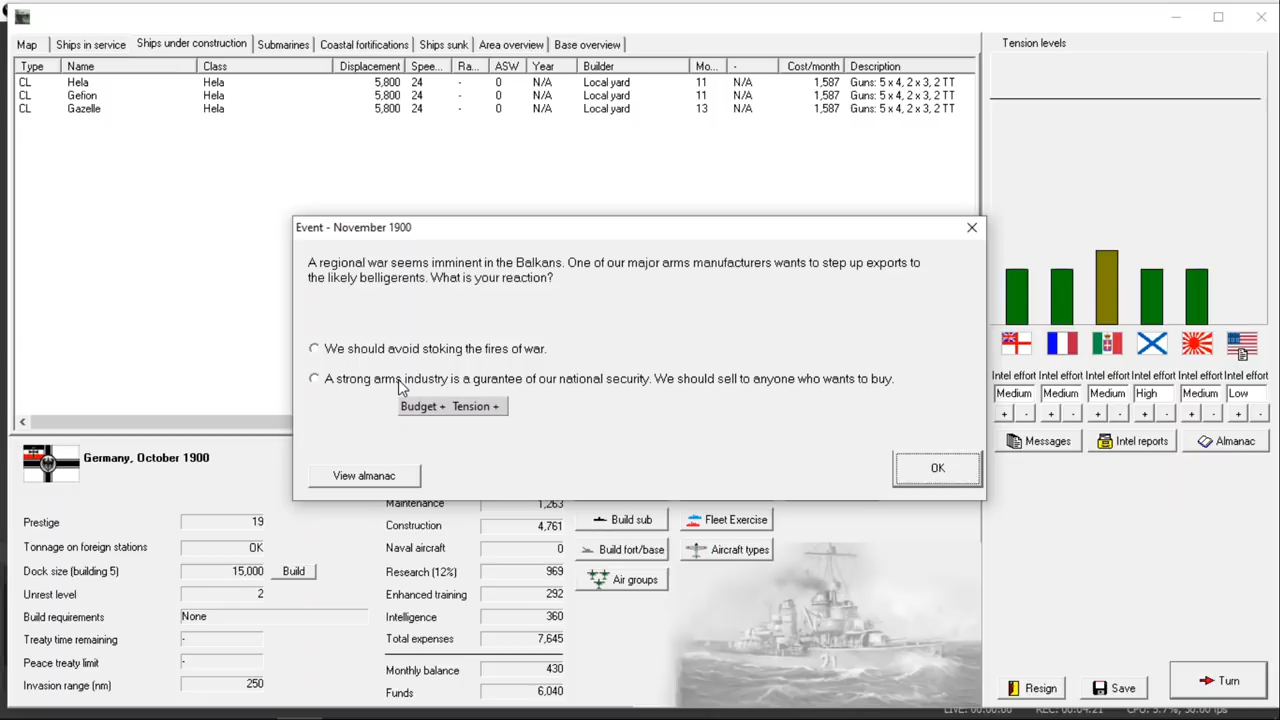 Map Ships in service Ships under construction Submarines Coastal fortifications Ships sunk Area overview Base overview
Tension levels
Type Name Class Displacement Spee... Ra... ASW Year Builder Mo... - Cost/month Description
CL Hela Hela 5,800 24 - 0 N/A Local yard 11 N/A 1,587 Guns: 5 x 4, 2 x 3, 2 TT
CL Gefion Hela 5,800 24 - 0 N/A Local yard 11 N/A 1,587 Guns: 5 x 4, 2 x 3, 2 TT
CL Gazelle Hela 5,800 24 - 0 N/A Local yard 13 N/A 1,587 Guns: 5 x 4, 2 x 3, 2 TT
Event - November 1900
A regional war seems imminent in the Balkans. One of our major arms manufacturers wants to step up exports to
the likely belligerents. What is your reaction?
We should avoid stoking the fires of war.
A strong arms industry is a gurantee of our national security. We should sell to anyone who wants to buy.
Budget + Tension +
View almanac
OK
Intel effort Intel effort Intel effort Intel effort Intel effort Intel effort
Medium Medium Medium High Medium Low
+ - + - + - + - + - + -
Messages Intel reports Almanac
Germany, October 1900
Prestige 19
Tonnage on foreign stations OK
Dock size (building 5) 15,000 Build
Unrest level 2
Build requirements None
Treaty time remaining -
Peace treaty limit -
Invasion range (nm) 250
Maintenance 1,263
Construction 4,761
Naval aircraft 0
Research (12%) 969
Enhanced training 292
Intelligence 360
Total expenses 7,645
Monthly balance 430
Funds 6,040
Build sub Fleet Exercise
Build fort/base Aircraft types
Air groups
Resign Save Turn